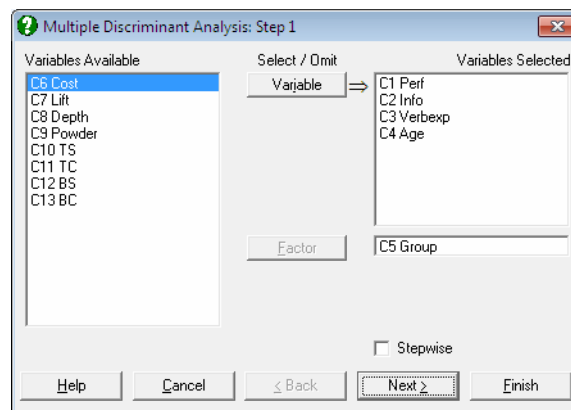 Multiple Discriminant Analysis: Step 1
Variables Available
Select / Omit
Variables Selected
C6 Cost
C7 Lift
C8 Depth
C9 Powder
C10 TS
C11 TC
C12 BS
C13 BC
Variable
C1 Perf
C2 Info
C3 Verbexp
C4 Age
Factor
C5 Group
Stepwise
Help
Cancel
< Back
Next >
Finish